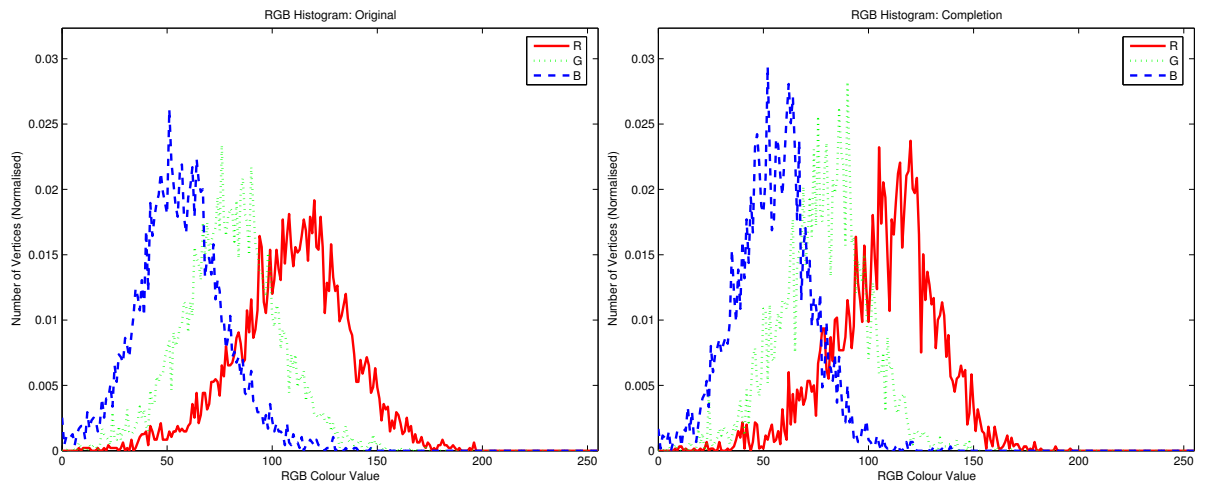 RGB Histogram: Original
R
G
B
Number of Vertices (Normalised)
0.03
0.025
0.02
0.015
0.01
0.005
0
0 50 100 150 200 250
RGB Colour Value
RGB Histogram: Completion
R
G
B
Number of Vertices (Normalised)
0.03
0.025
0.02
0.015
0.01
0.005
0
0 50 100 150 200 250
RGB Colour Value